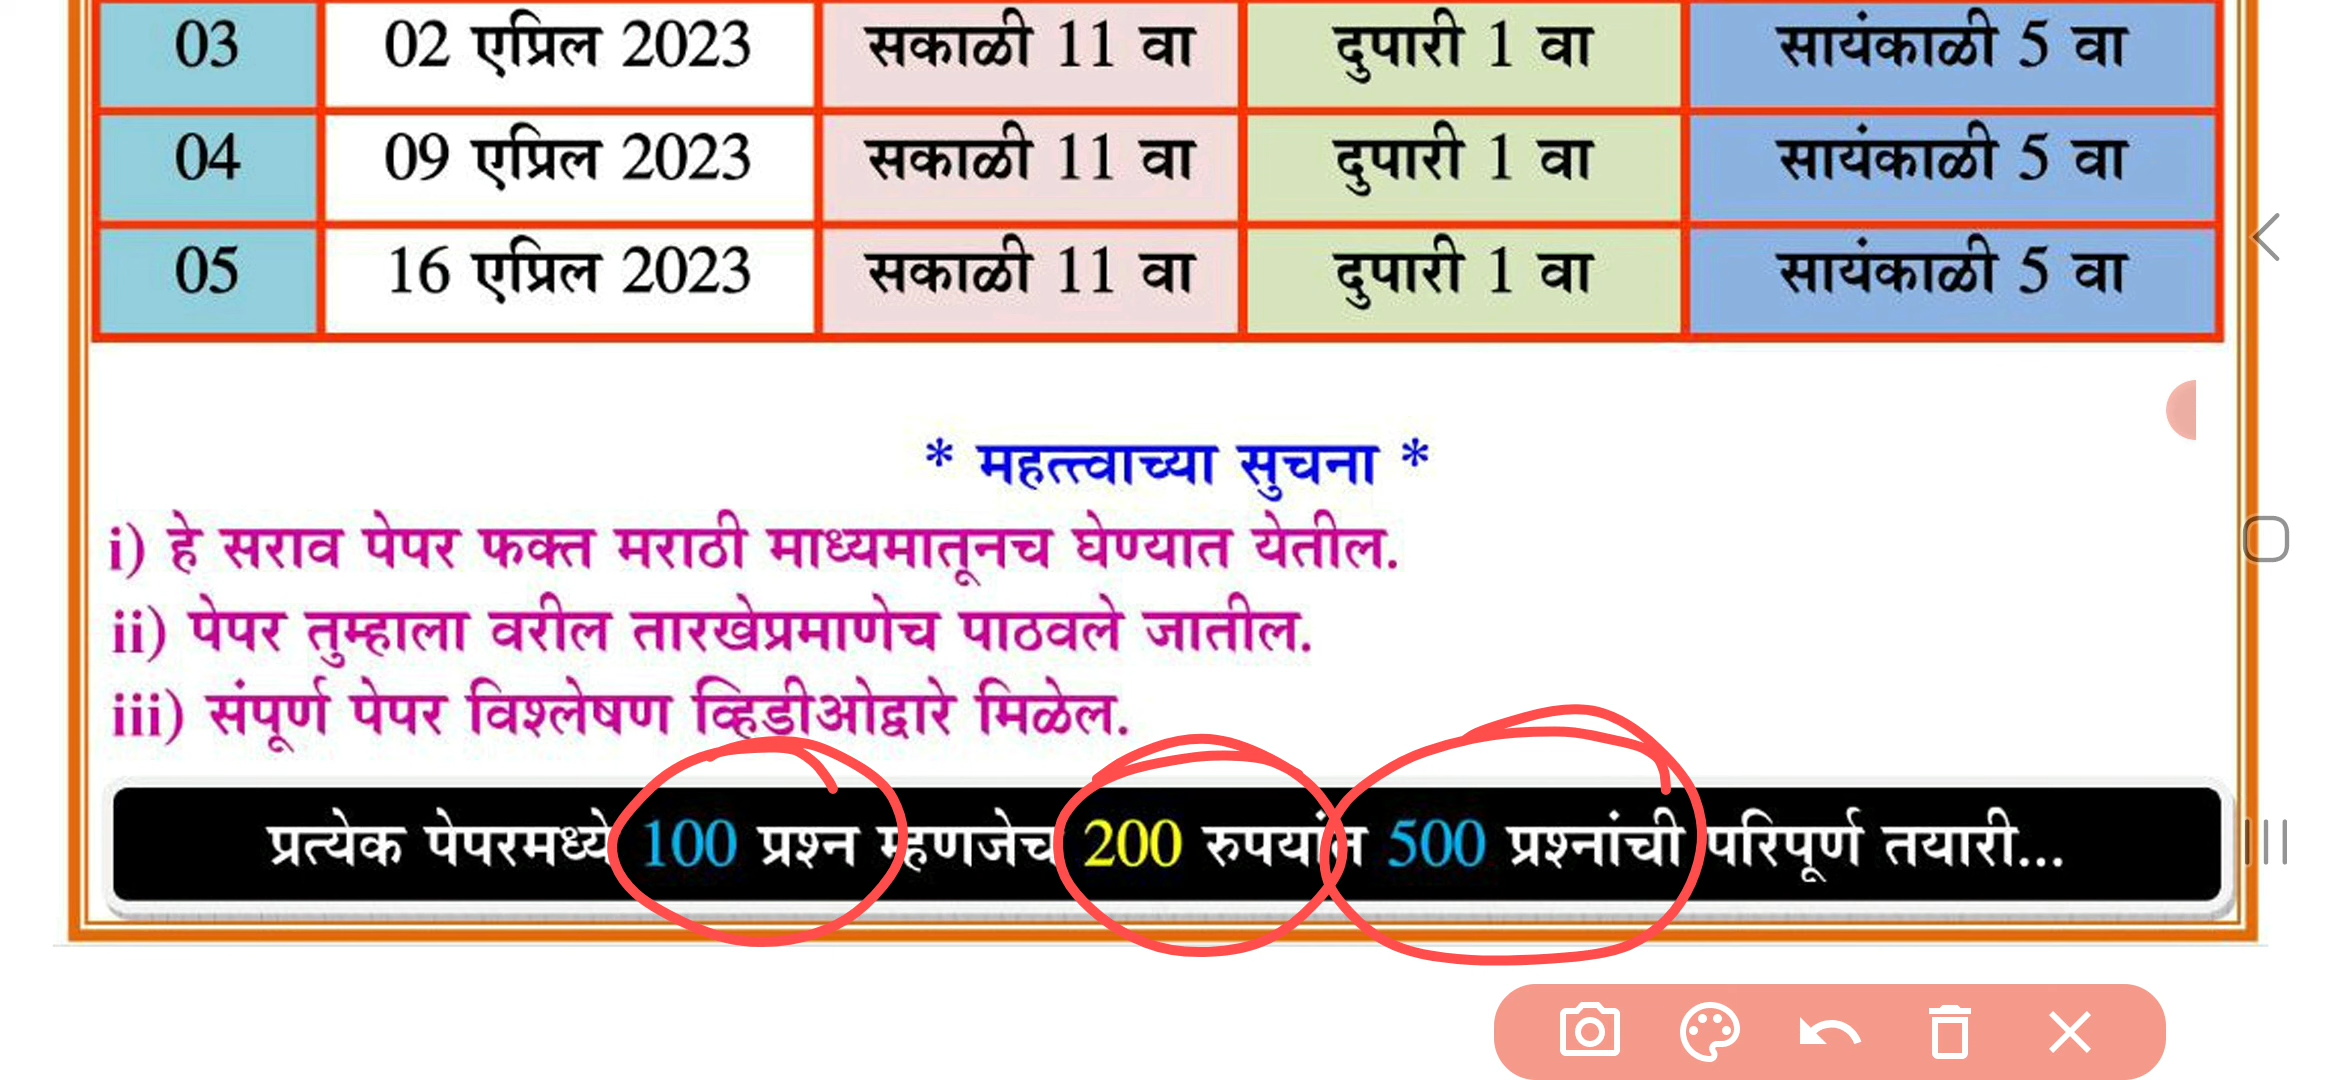 03 02 एप्रिल 2023 सकाळी 11 वा दुपारी 1 वा सायंकाळी 5 वा
04 09 एप्रिल 2023 सकाळी 11 वा दुपारी 1 वा सायंकाळी 5 वा
05 16 एप्रिल 2023 सकाळी 11 वा दुपारी 1 वा सायंकाळी 5 वा
* महत्त्वाच्या सुचना *
i) हे सराव पेपर फक्त मराठी माध्यमातूनच घेण्यात येतील.
ii) पेपर तुम्हाला वरील तारखेप्रमाणेच पाठवले जातील.
iii) संपूर्ण पेपर विश्लेषण व्हिडीओद्वारे मिळेल.
प्रत्येक पेपरमध्ये 100 प्रश्न म्हणजेच 200 रुपयांत 500 प्रश्नांची परिपूर्ण तयारी...